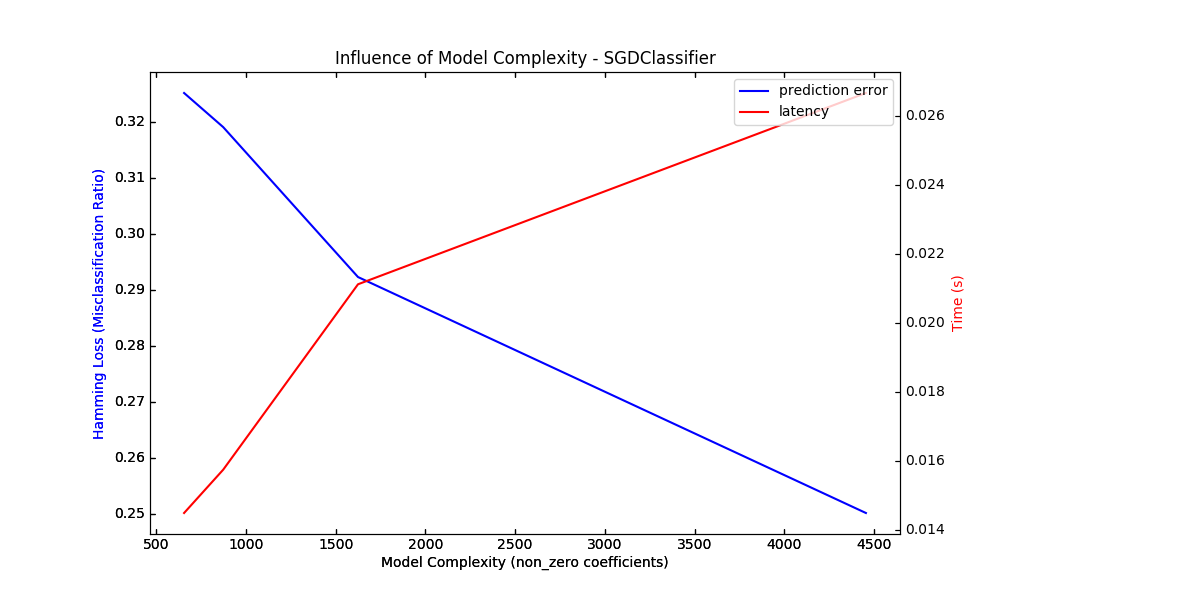 Influence of Model Complexity - SGDClassifier
prediction error
latency
0.32
0.31
0.30
0.29
0.28
0.27
0.26
0.25
Hamming Loss (Misclassification Ratio)
0.026
0.024
0.022
0.020
0.018
0.016
0.014
Time (s)
500 1000 1500 2000 2500 3000 3500 4000 4500
Model Complexity (non_zero coefficients)